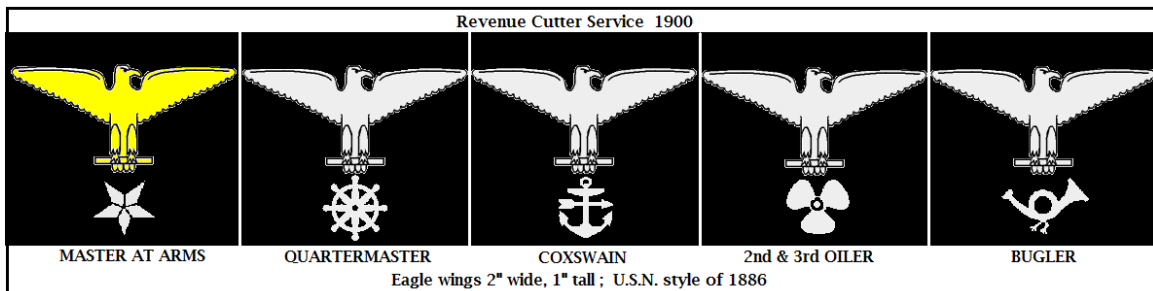 Revenue Cutter Service 1900
MASTER AT ARMS
QUARTERMASTER
COXSWAIN
2nd & 3rd OILER
BUGLER
Eagle wings 2" wide, 1" tall ; U.S.N. style of 1886